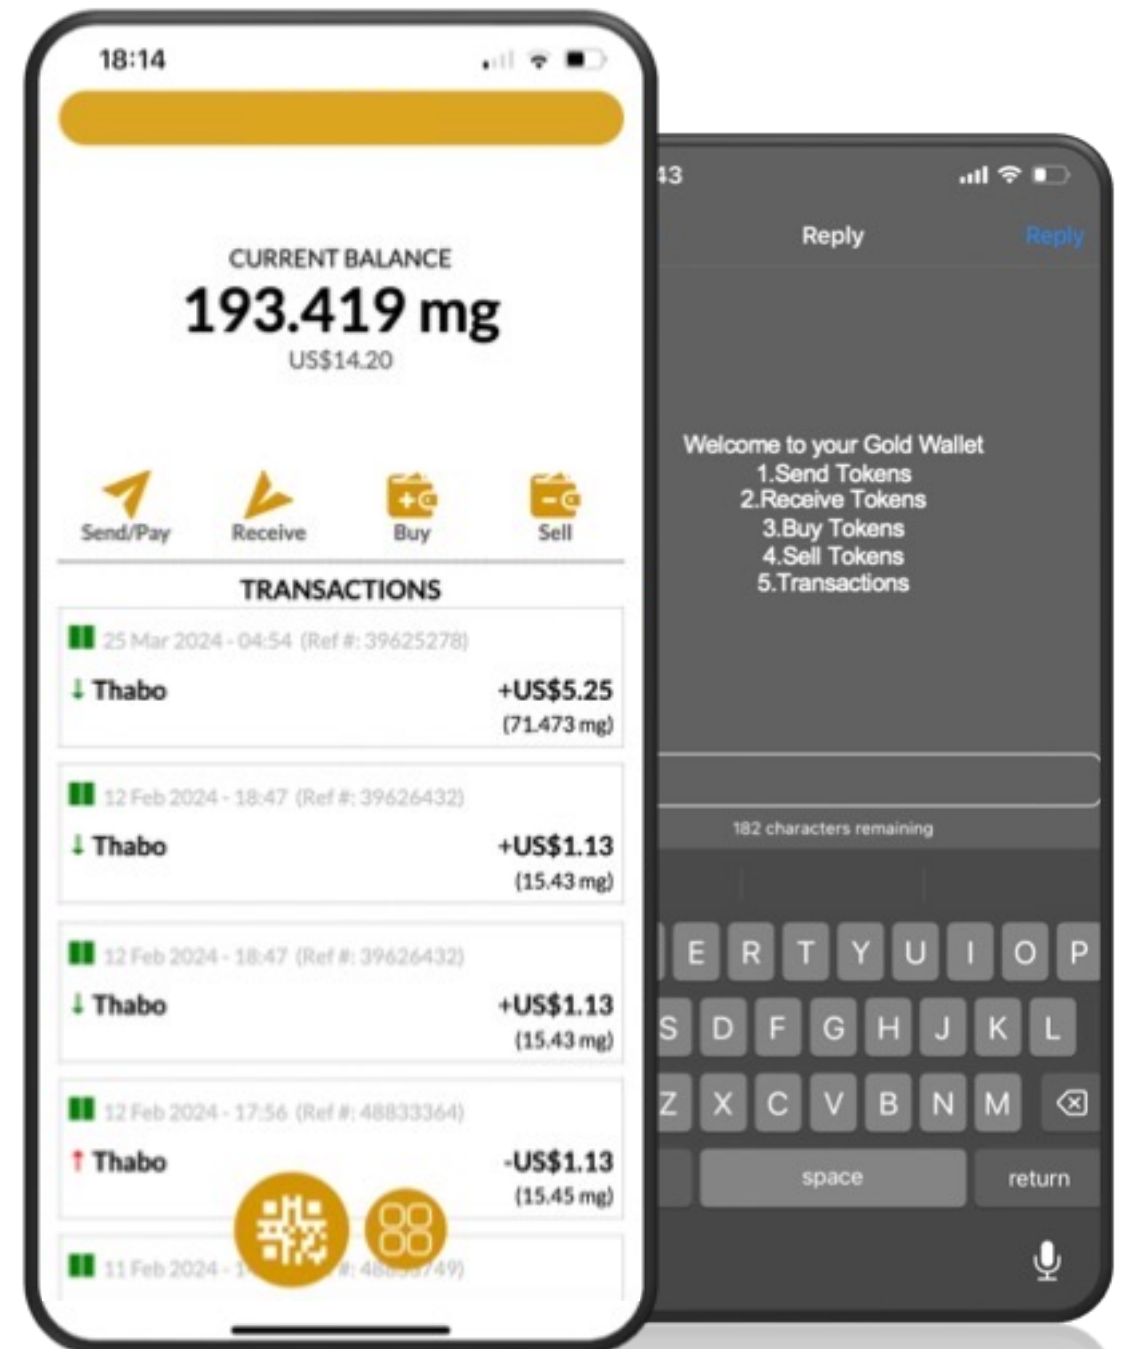 18:14
CURRENT BALANCE
193.419 mg
US$14.20
Send/Pay
Receive
Buy
Sell
TRANSACTIONS
25 Mar 2024 - 04:54 (Ref #: 39625278)
Thabo
+US$5.25
(71.473 mg)
12 Feb 2024 - 18:47 (Ref #: 39626432)
Thabo
+US$1.13
(15.43 mg)
12 Feb 2024 - 18:47 (Ref #: 39626432)
Thabo
+US$1.13
(15.43 mg)
12 Feb 2024 - 17:56 (Ref #: 48833364)
Thabo
-US$1.13
(15.45 mg)
11 Feb 2024 - 1
43
Reply
Reply
Welcome to your Gold Wallet
1.Send Tokens
2.Receive Tokens
3.Buy Tokens
4.Sell Tokens
5.Transactions
182 characters remaining
E R T Y U I O P
S D F G H J K L
Z X C V B N M
space
return